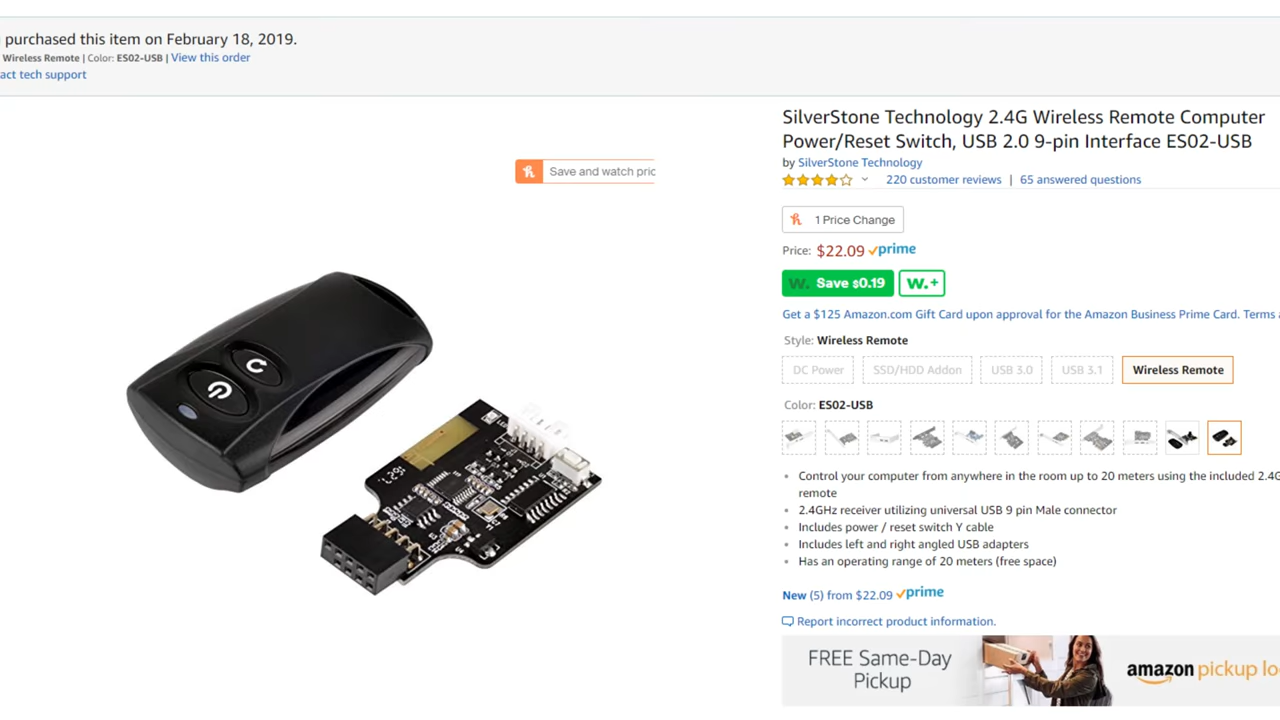 purchased this item on February 18, 2019.
Wireless Remote | Color: ES02-USB | View this order
act tech support
Save and watch pric
SilverStone Technology 2.4G Wireless Remote Computer
Power/Reset Switch, USB 2.0 9-pin Interface ES02-USB
by SilverStone Technology
220 customer reviews | 65 answered questions
1 Price Change
Price: $22.09 prime
W. Save $0.19 W.+
Get a $125 Amazon.com Gift Card upon approval for the Amazon Business Prime Card. Terms
Style: Wireless Remote
DC Power SSD/HDD Addon USB 3.0 USB 3.1 Wireless Remote
Color: ES02-USB
Control your computer from anywhere in the room up to 20 meters using the included 2.4G
remote
2.4GHz receiver utilizing universal USB 9 pin Male connector
Includes power / reset switch Y cable
Includes left and right angled USB adapters
Has an operating range of 20 meters (free space)
New (5) from $22.09 prime
Report incorrect product information.
FREE Same-Day
Pickup
amazon pickup lo